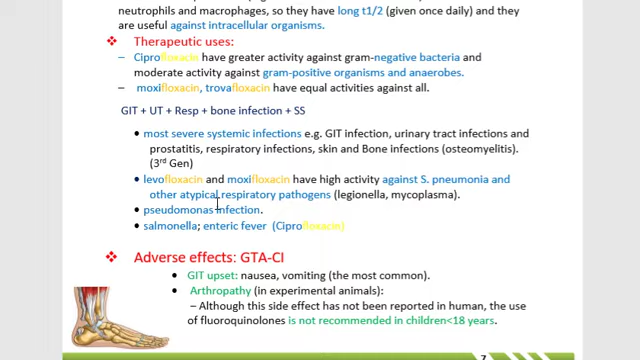 neutrophils and macrophages, so they have long t1/2 (given once daily) and they
are useful against intracellular organisms.
❖ Therapeutic uses:
– Ciprofloxacin have greater activity against gram-negative bacteria and
moderate activity against gram-positive organisms and anaerobes.
– moxifloxacin, trovafloxacin have equal activities against all.
GIT + UT + Resp + bone infection + SS
• most severe systemic infections e.g. GIT infection, urinary tract infections and
prostatitis, respiratory infections, skin and Bone infections (osteomyelitis).
(3rd Gen)
• levofloxacin and moxifloxacin have high activity against S. pneumonia and
other atypical respiratory pathogens (legionella, mycoplasma).
• pseudomonas infection.
• salmonella; enteric fever (Ciprofloxacin)
❖ Adverse effects: GTA-CI
• GIT upset: nausea, vomiting (the most common).
• Arthropathy (in experimental animals):
– Although this side effect has not been reported in human, the use
of fluoroquinolones is not recommended in children<18 years.